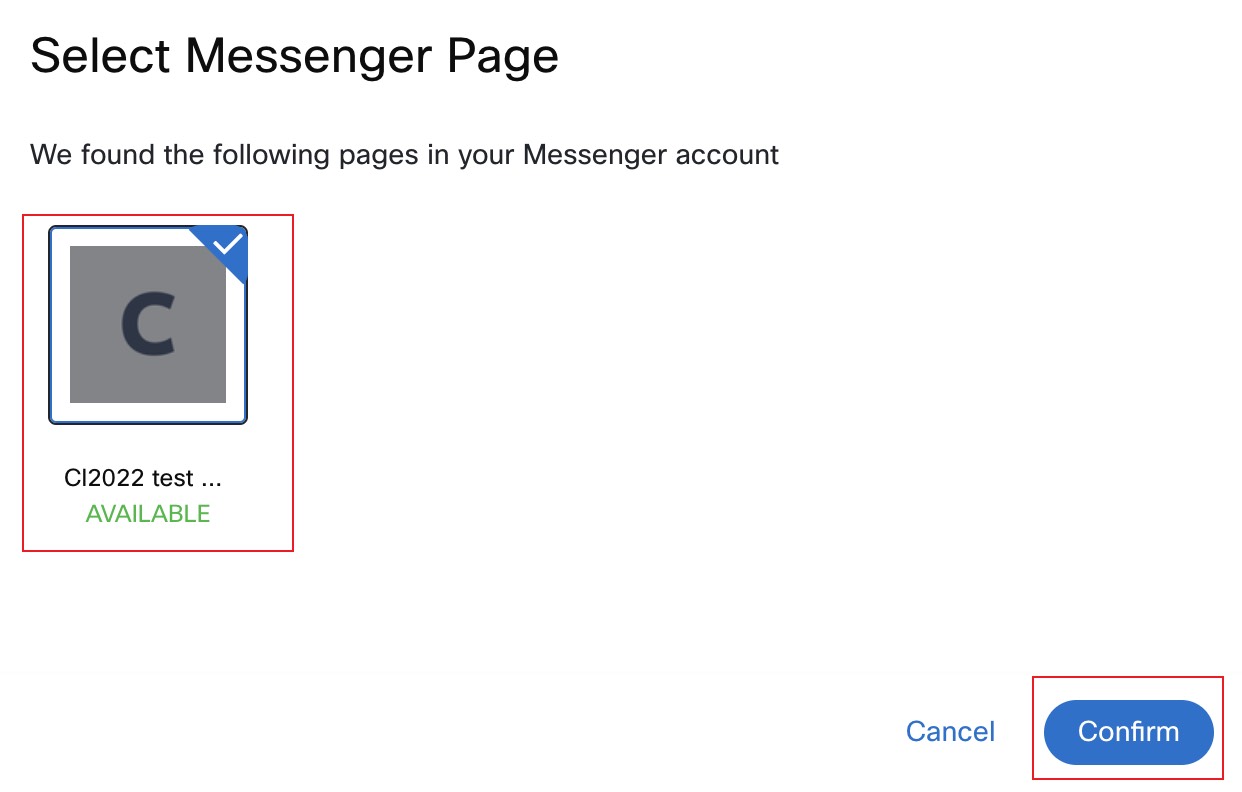 Select Messenger Page
We found the following pages in your Messenger account
C
CI2022 test ...
AVAILABLE
Cancel
Confirm